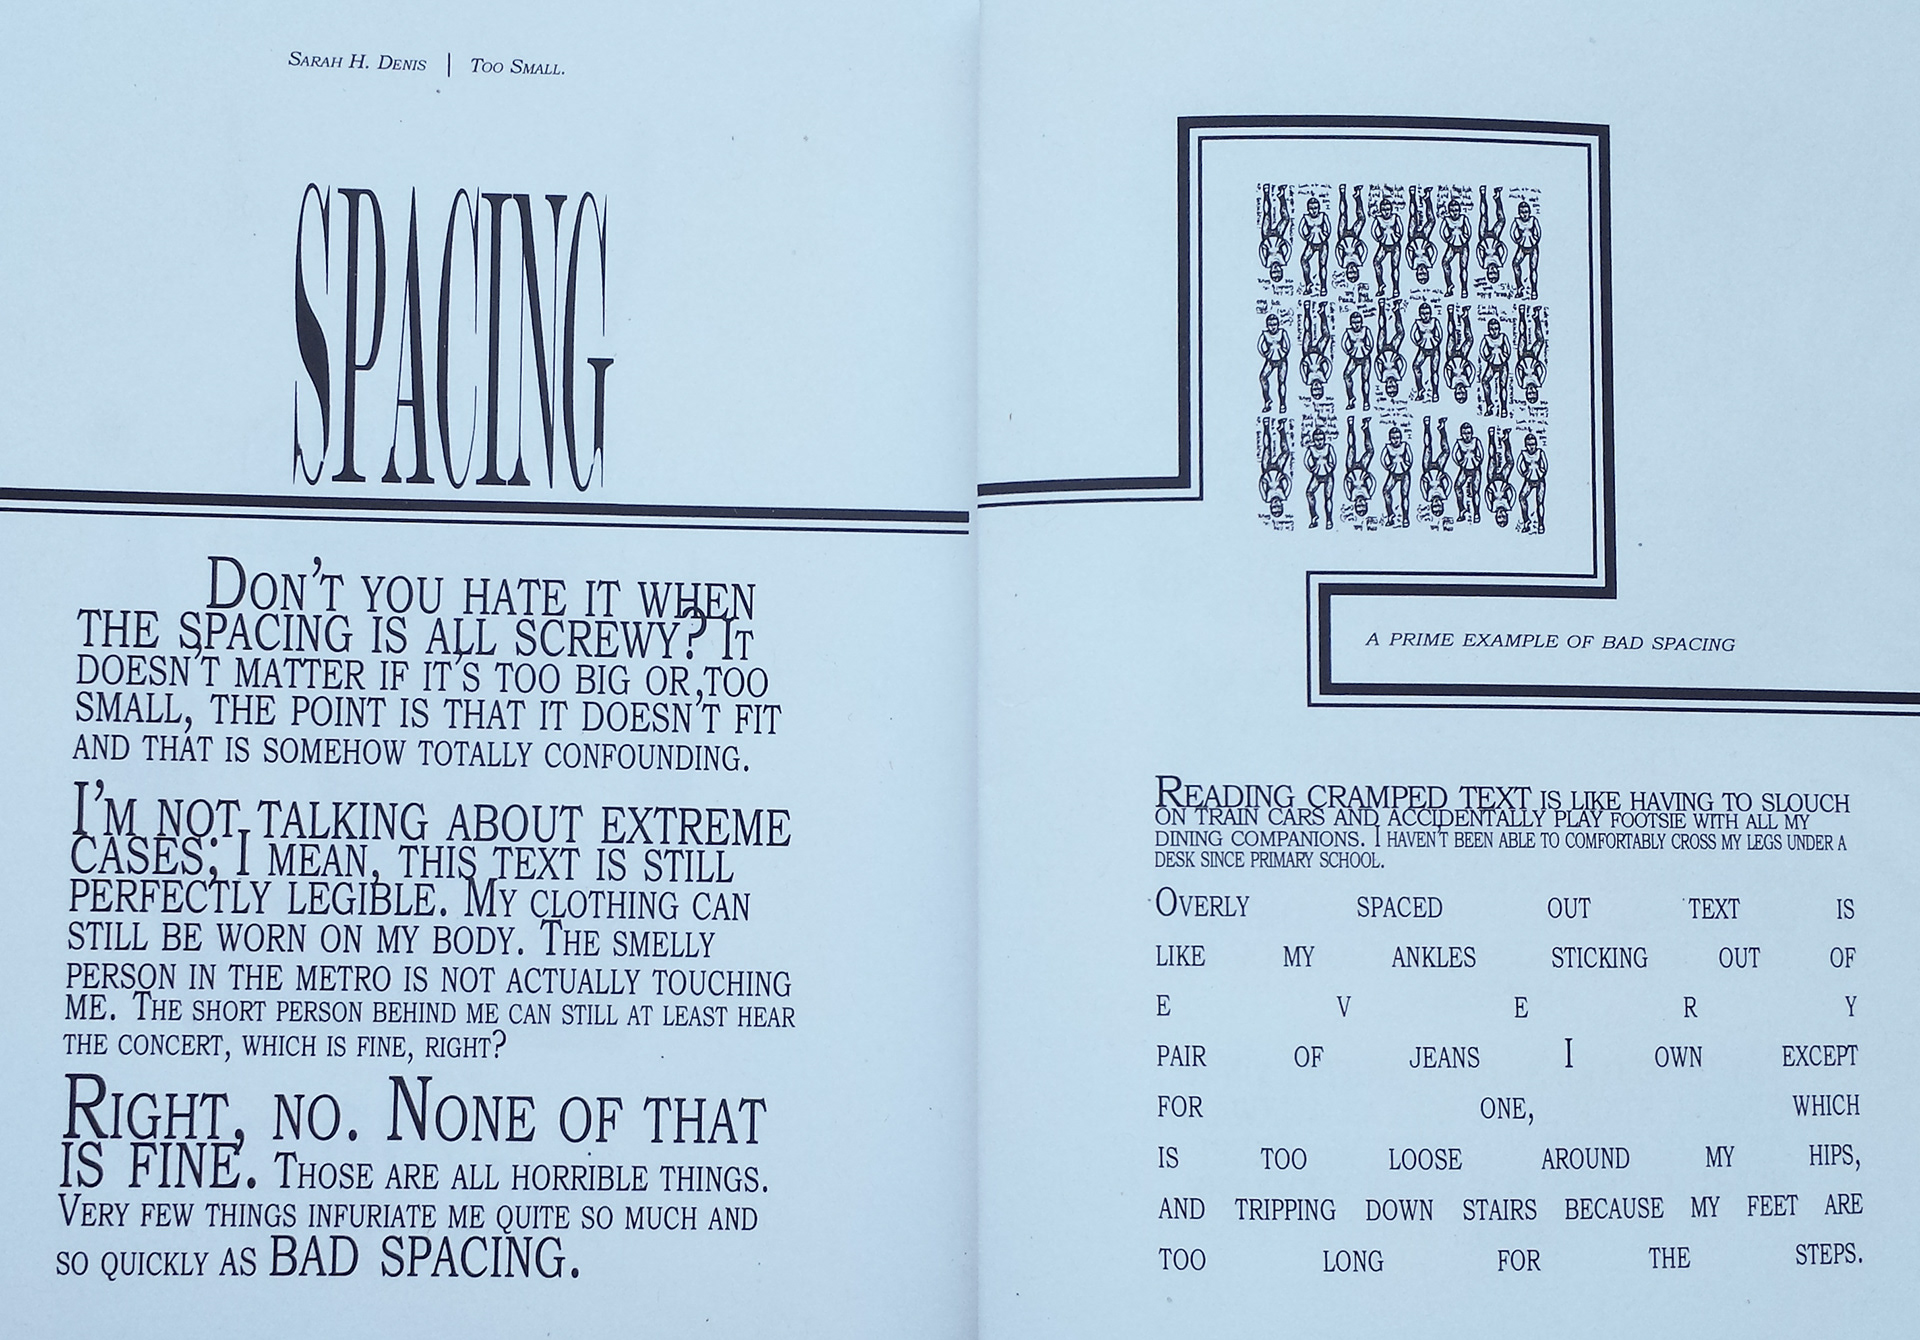 Sarah H. Denis | Too Small.
SPACING
Don't you hate it when
the spacing is all screwy? It
doesn't matter if it's too big or, too
small, the point is that it doesn't fit
and that is somehow totally confounding.
I'm not talking about extreme
cases; I mean, this text is still
perfectly legible. My clothing can
still be worn on my body. The smelly
person in the metro is not actually touching
me. The short person behind me can still at least hear
the concert, which is fine, right?
Right, no. None of that
is fine. Those are all horrible things.
Very few things infuriate me quite so much and
so quickly as BAD SPACING.
A PRIME EXAMPLE OF BAD SPACING
Reading cramped text is like having to slouch
on train cars and accidentally play footsie with all my
dining companions. I haven't been able to comfortably cross my legs under a
desk since primary school.
Overly spaced out text is
like my ankles sticking out of
e v e r y
pair of jeans I own except
for one, which
is too loose around my hips,
and tripping down stairs because my feet are
too long for the steps.